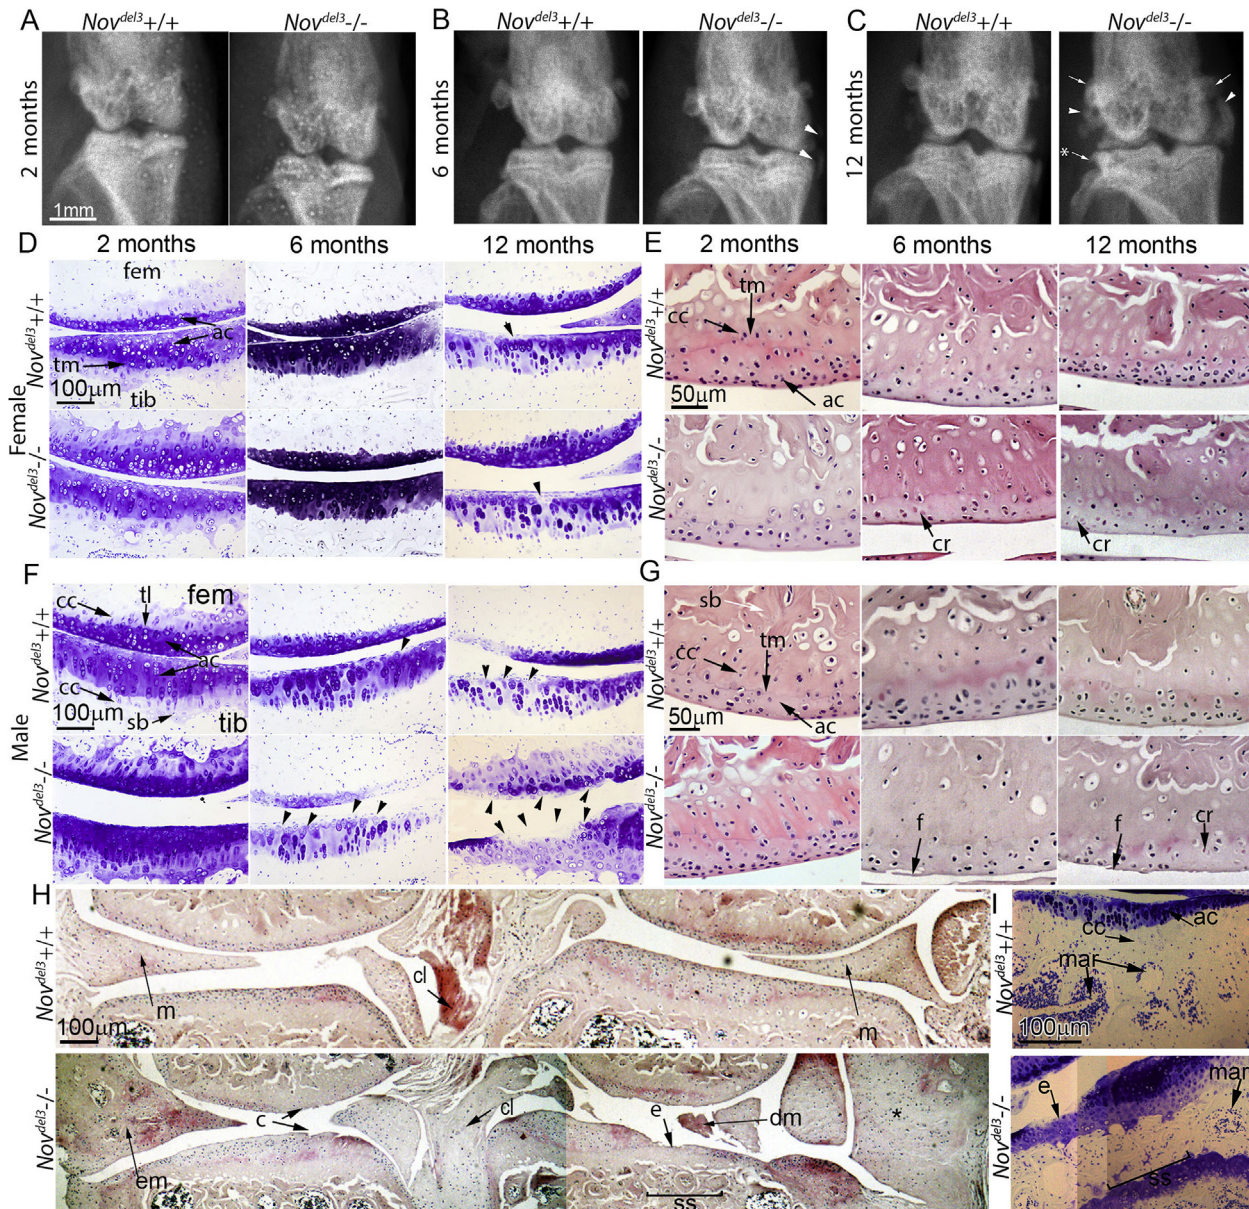 A Nov^del3+/+ Nov^del3-/-
B Nov^del3+/+ Nov^del3-/-
C Nov^del3+/+ Nov^del3-/-
2 months
6 months
12 months
1mm
*
D 2 months 6 months 12 months
E 2 months 6 months 12 months
Female
Nov^del3+/+
fem
ac
tm
100µm
tib
Nov^del3-/-
Nov^del3+/+
tm
cc
50µm
ac
Nov^del3-/-
cr
cr
F
Male
Nov^del3+/+
tl
cc
fem
ac
cc
100µm
sb
tib
Nov^del3-/-
G
Nov^del3+/+
sb
tm
cc
50µm
ac
Nov^del3-/-
f
f
cr
H
Nov^del3+/+
cl
m
m
100µm
Nov^del3-/-
c
cl
e
dm
*
em
ss
I
Nov^del3+/+
ac
cc
mar
100µm
Nov^del3-/-
e
mar
ss